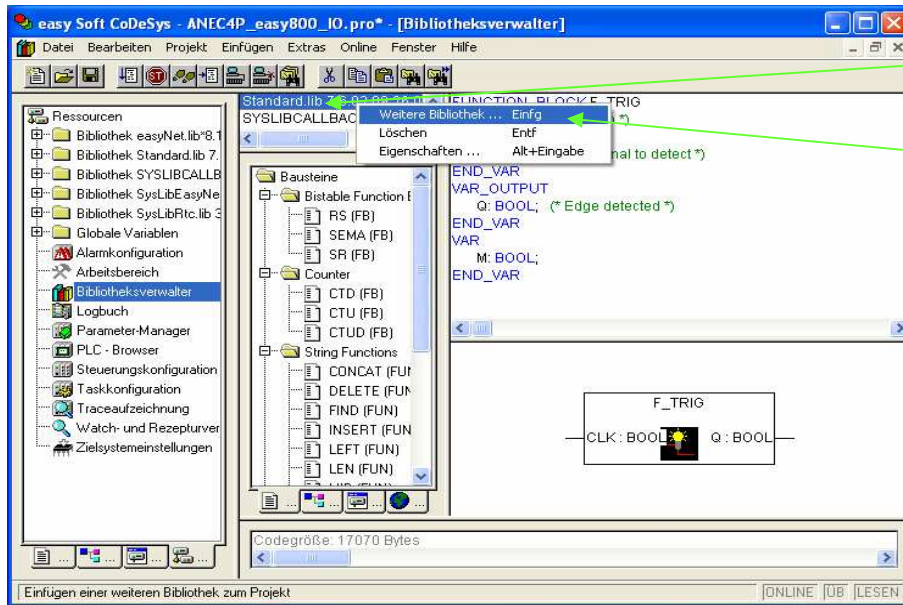 easy Soft CoDeSys - ANEC4P_easy800_IO.pro* - [Bibliotheksverwalter]
Datei Bearbeiten Projekt Einfügen Extras Online Fenster Hilfe
Ressourcen
Bibliothek easyNet.lib*8.1
Bibliothek Standard.lib 7.
Bibliothek SYSLIBCALLB
Bibliothek SysLibEasyNe
Bibliothek SysLibRtc.lib 3
Globale Variablen
Alarmkonfiguration
Arbeitsbereich
Bibliotheksverwalter
Logbuch
Parameter-Manager
PLC - Browser
Steuerungskonfiguration
Taskkonfiguration
Traceaufzeichnung
Watch- und Rezepturver
Zielsystemeinstellungen
Standard.lib
SYSLIBCALLBAC
Weitere Bibliothek ... Einfg
Löschen Entf
Eigenschaften ... Alt+Eingabe
Bausteine
Bistable Function
RS (FB)
SEMA (FB)
SR (FB)
Counter
CTD (FB)
CTU (FB)
CTUD (FB)
String Functions
CONCAT (FU
DELETE (FUN
FIND (FUN)
INSERT (FUN
LEFT (FUN)
LEN (FUN)
... ... ... ...
FUNCTION_BLOCK F_TRIG
*)
nal to detect *)
END_VAR
VAR_OUTPUT
Q: BOOL; (* Edge detected *)
END_VAR
VAR
M: BOOL;
END_VAR
F_TRIG
CLK : BOOL Q : BOOL
Codegröße: 17070 Bytes
... ... ... ...
Einfügen einer weiteren Bibliothek zum Projekt
ONLINE ÜB LESEN